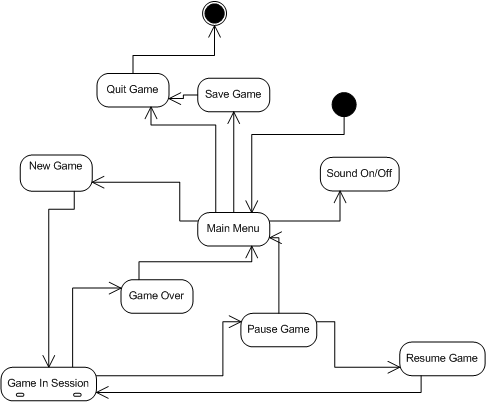 Quit Game
Save Game
New Game
Sound On/Off
Main Menu
Game Over
Pause Game
Resume Game
Game In Session